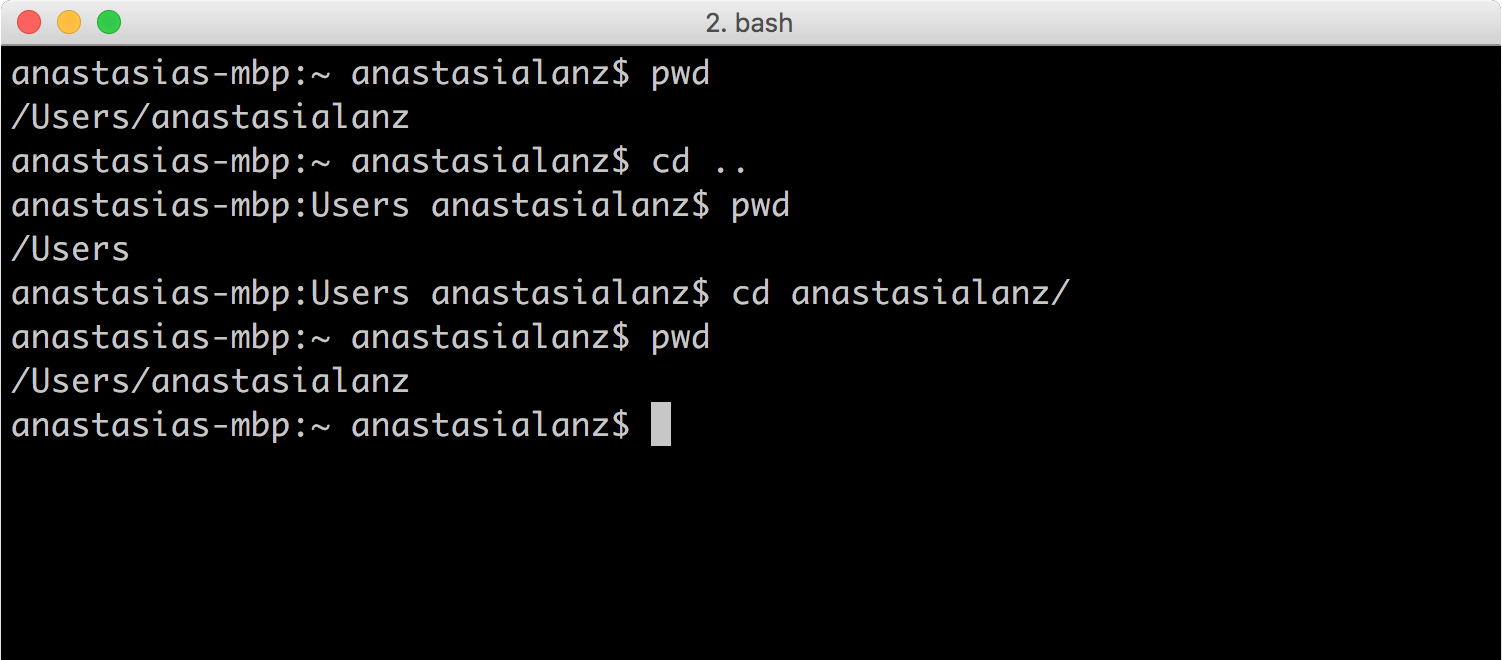 2. bash
anastasias-mbp:~ anastasialanz$ pwd
/Users/anastasialanz
anastasias-mbp:~ anastasialanz$ cd ..
anastasias-mbp:Users anastasialanz$ pwd
/Users
anastasias-mbp:Users anastasialanz$ cd anastasialanz/
anastasias-mbp:~ anastasialanz$ pwd
/Users/anastasialanz
anastasias-mbp:~ anastasialanz$